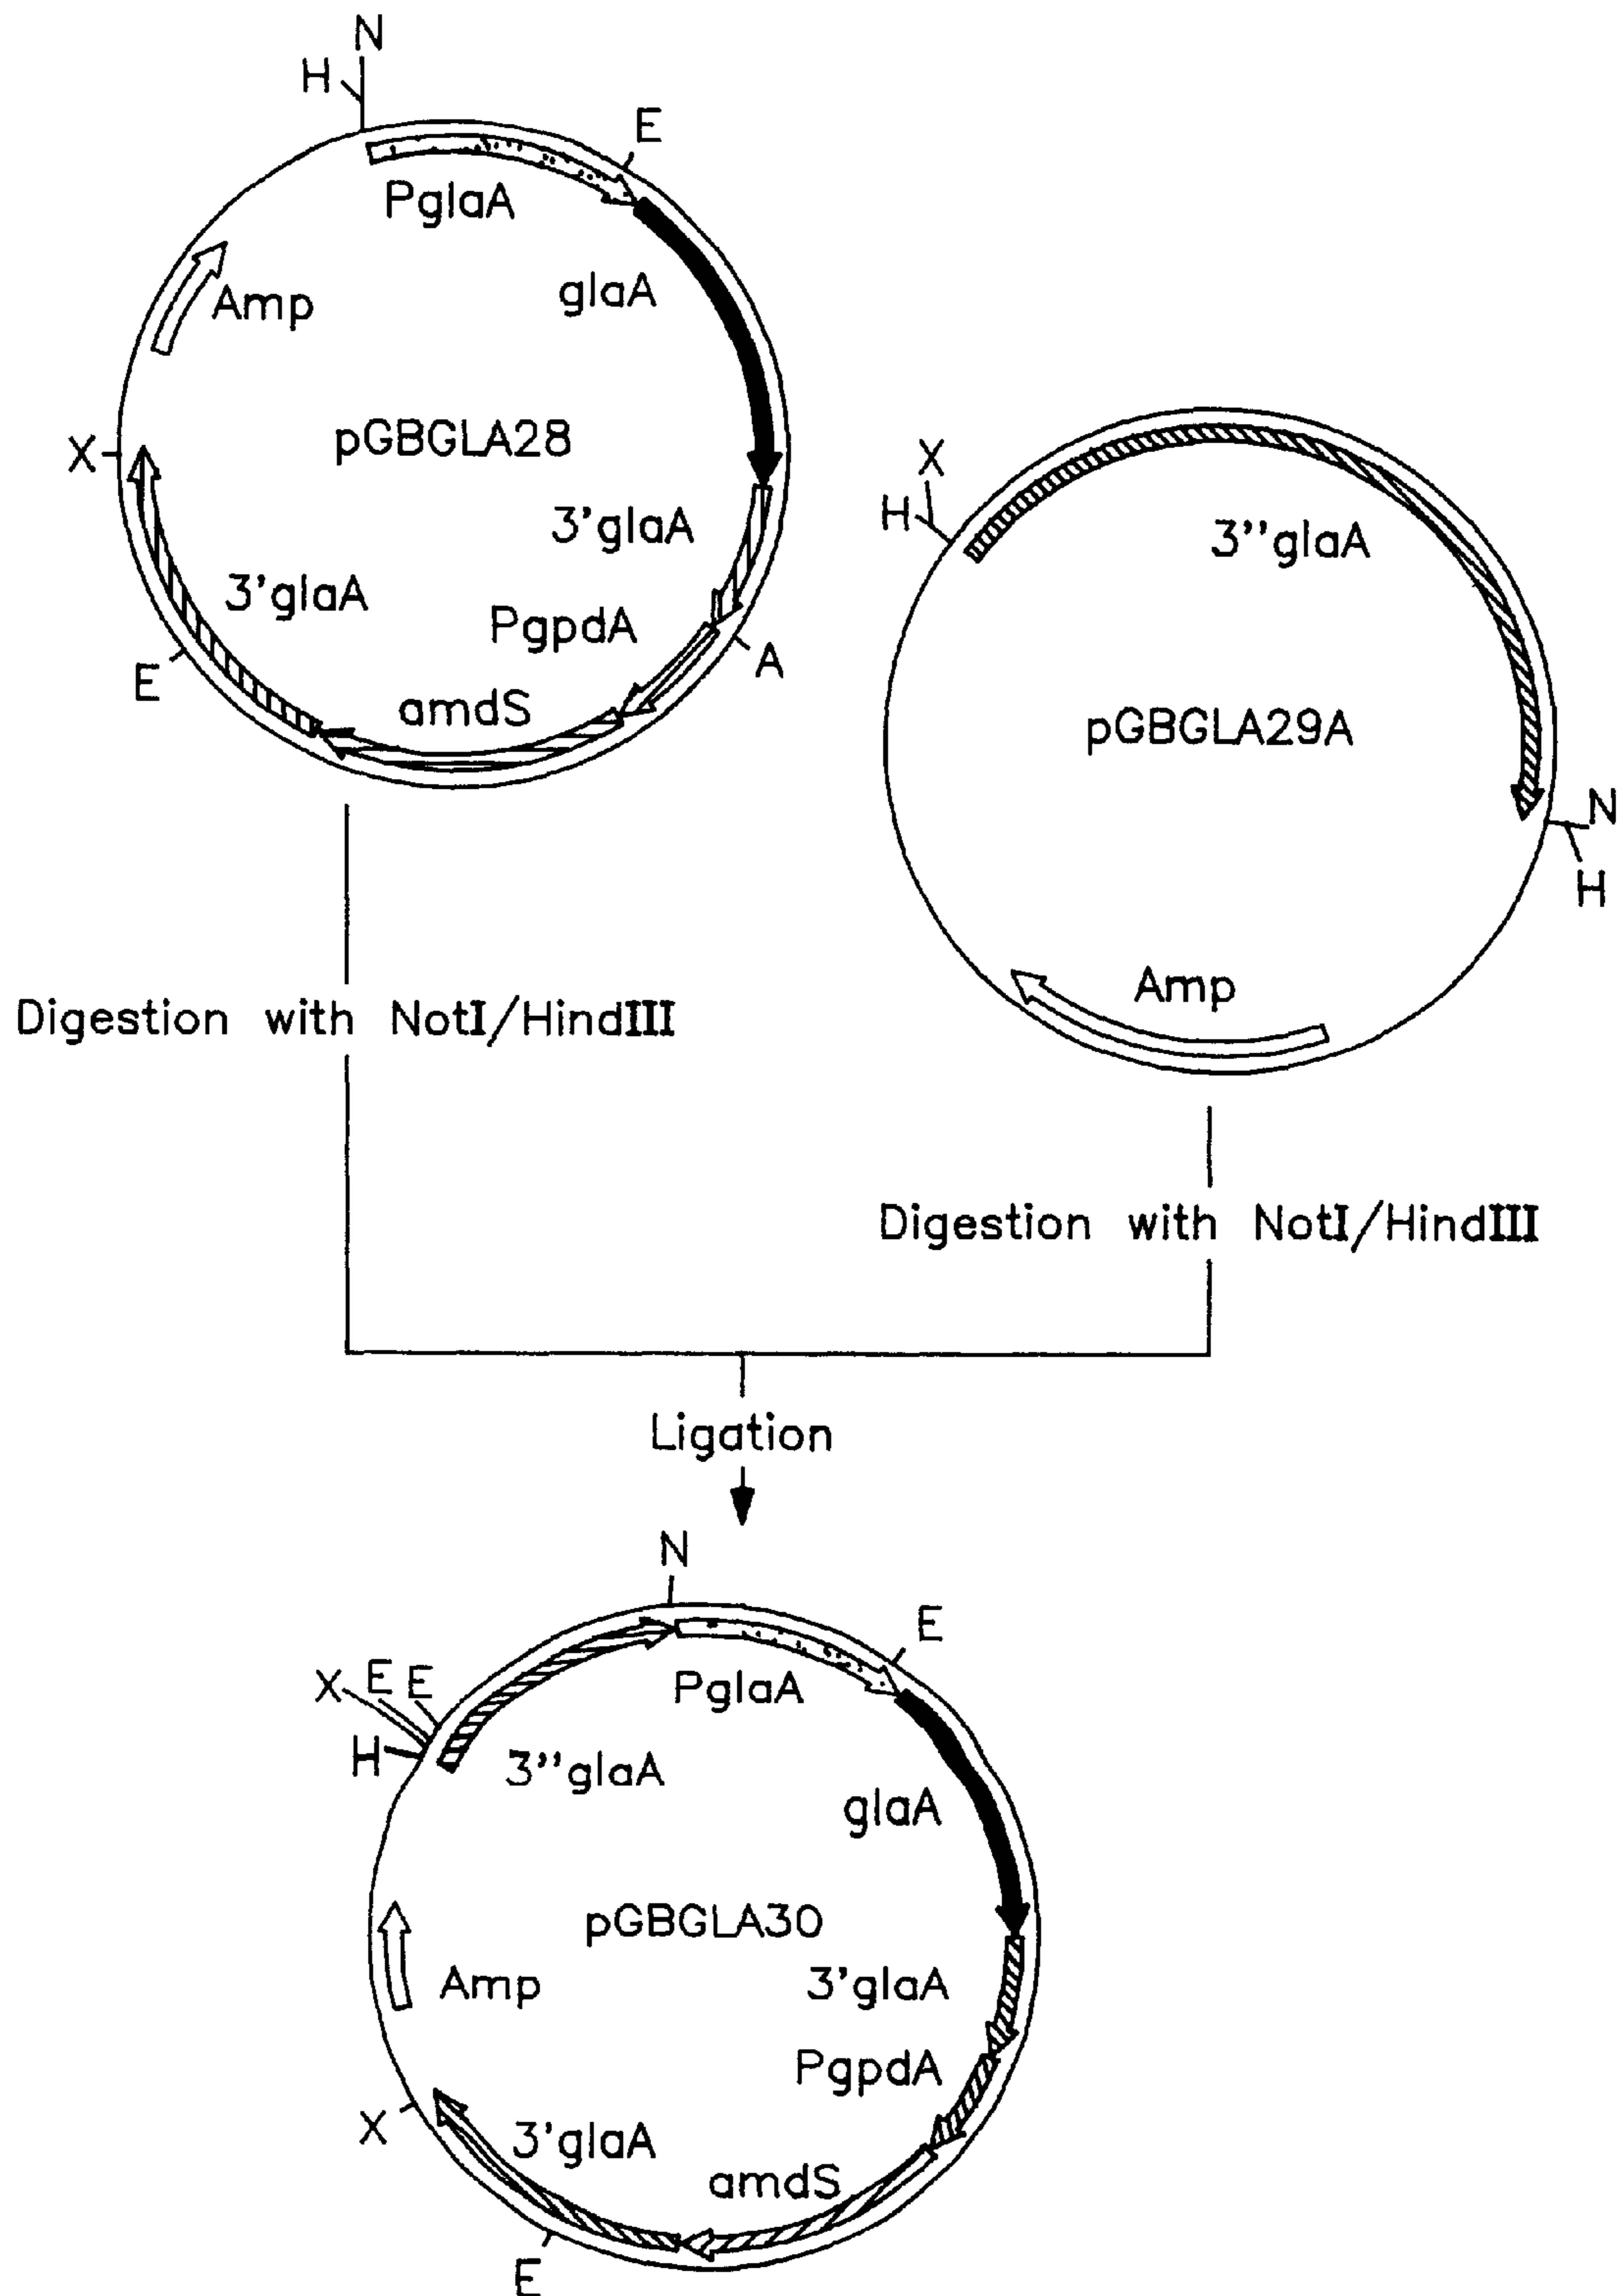 N
H
E
PglaA
Amp
glaA
pGBGLA28
X
3'glaA
3'glaA
PgpdA
A
E
amdS
X
H
3''glaA
pGBGLA29A
N
H
Amp
Digestion with NotI/HindIII
Digestion with NotI/HindIII
Ligation
N
E
X E E
H
PglaA
3''glaA
glaA
pGBGLA30
Amp
3'glaA
PgpdA
X
3'glaA
amdS
E